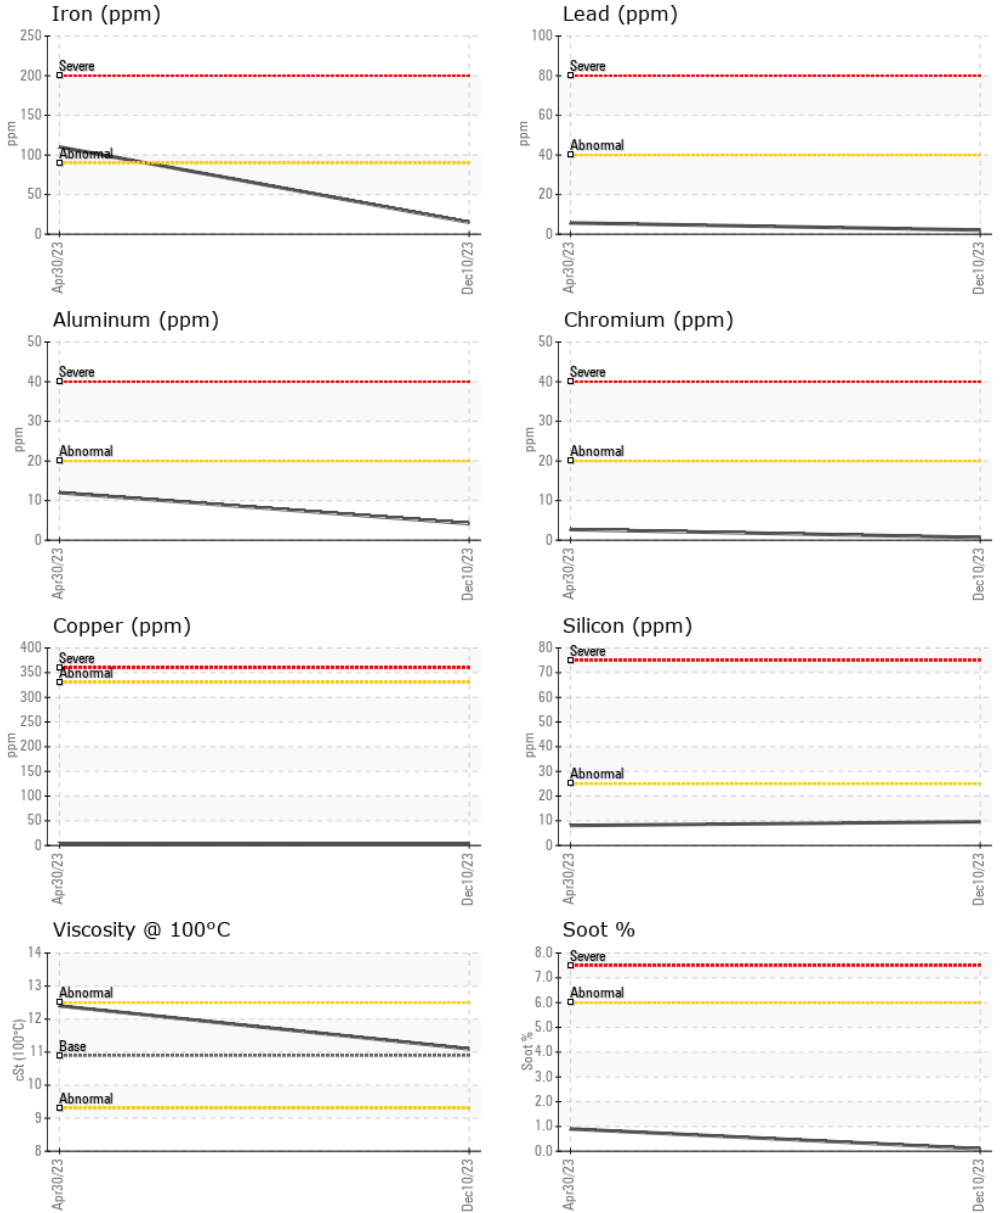 Iron (ppm)
250
200
150
100
50
0
ppm
Severe
Abnormal
Apr30/23
Dec10/23
Lead (ppm)
100
80
60
40
20
0
ppm
Severe
Abnormal
Apr30/23
Dec10/23
Aluminum (ppm)
50
40
30
20
10
0
ppm
Severe
Abnormal
Apr30/23
Dec10/23
Chromium (ppm)
50
40
30
20
10
0
ppm
Severe
Abnormal
Apr30/23
Dec10/23
Copper (ppm)
400
350
300
250
200
150
100
50
0
ppm
Severe
Abnormal
Apr30/23
Dec10/23
Silicon (ppm)
80
70
60
50
40
30
20
10
0
ppm
Severe
Abnormal
Apr30/23
Dec10/23
Viscosity @ 100°C
14
13
12
11
10
9
8
cSt (100°C)
Abnormal
Base
Abnormal
Apr30/23
Dec10/23
Soot %
8.0
7.0
6.0
5.0
4.0
3.0
2.0
1.0
0.0
Soot %
Severe
Abnormal
Apr30/23
Dec10/23